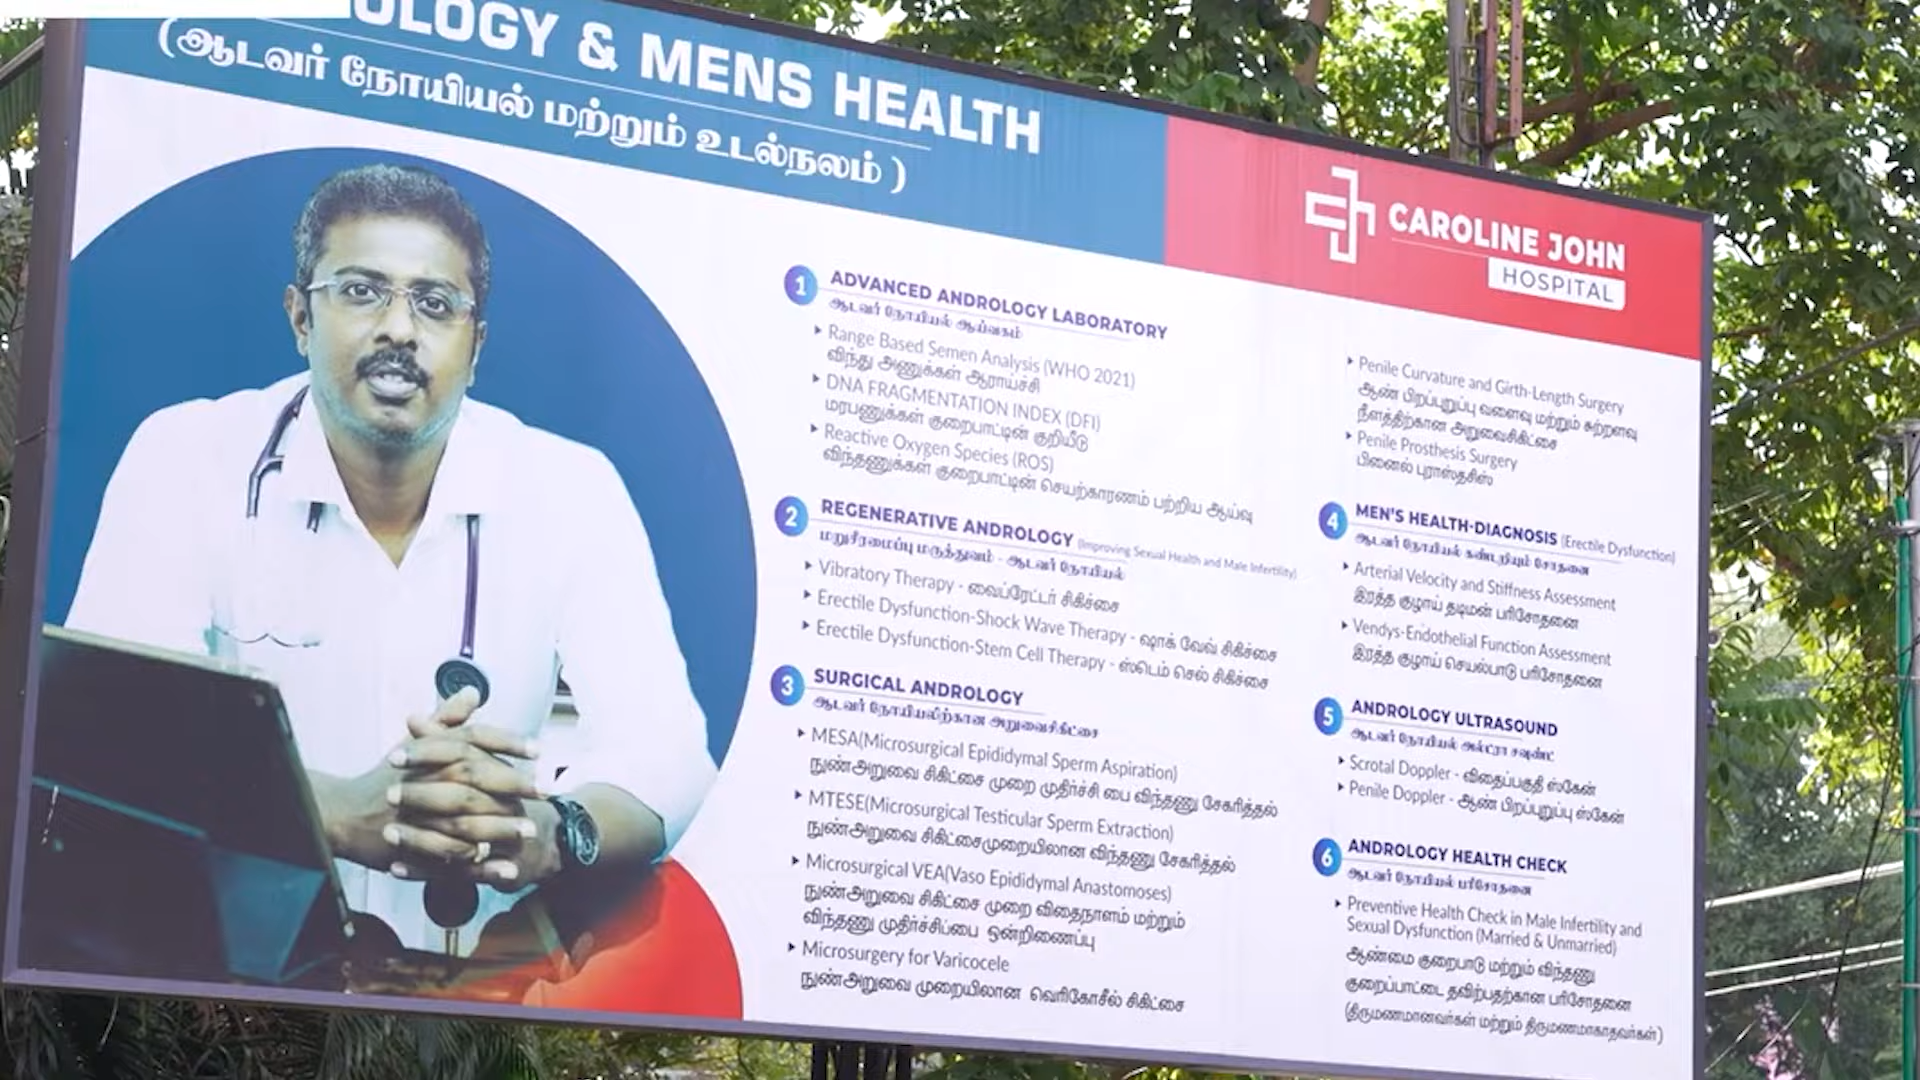 OLOGY & MENS HEALTH
(ஆடவர் நோயியல் மற்றும் உடல்நலம் )
CAROLINE JOHN
HOSPITAL
1 ADVANCED ANDROLOGY LABORATORY
ஆடவர் நோயியல் ஆய்வகம்
Range Based Semen Analysis (WHO 2021)
விந்து அணுக்கள் ஆராய்ச்சி
DNA FRAGMENTATION INDEX (DFI)
மரபணுக்கள் குறைபாட்டின் குறியீடு
Reactive Oxygen Species (ROS)
விந்தணுக்கள் குறைபாட்டின் செயற்காரணம் பற்றிய ஆய்வு
2 REGENERATIVE ANDROLOGY (Improving Sexual Health and Male Infertility)
மறுசீரமைப்பு மருத்துவம் - ஆடவர் நோயியல்
Vibratory Therapy - வைப்ரேட்டர் சிகிச்சை
Erectile Dysfunction-Shock Wave Therapy - ஷாக் வேவ் சிகிச்சை
Erectile Dysfunction-Stem Cell Therapy - ஸ்டெம் செல் சிகிச்சை
3 SURGICAL ANDROLOGY
ஆடவர் நோயியலிற்கான அறுவைசிகிட்சை
MESA(Microsurgical Epididymal Sperm Aspiration)
நுண்அறுவை சிகிட்சை முறை முதிர்ச்சி பை விந்தணு சேகரித்தல்
MTESE(Microsurgical Testicular Sperm Extraction)
நுண்அறுவை சிகிட்சைமுறையிலான விந்தணு சேகரித்தல்
Microsurgical VEA(Vaso Epididymal Anastomoses)
நுண்அறுவை சிகிட்சை முறை விதைநாளம் மற்றும்
விந்தணு முதிர்ச்சிப்பை ஒன்றிணைப்பு
Microsurgery for Varicocele
நுண்அறுவை முறையிலான வெரிகோசீல் சிகிட்சை
Penile Curvature and Girth-Length Surgery
ஆண் பிறப்புறுப்பு வளைவு மற்றும் சுற்றளவு
நீளத்திற்கான அறுவைசிகிட்சை
Penile Prosthesis Surgery
பினைல் புராஸ்தசிஸ்
4 MEN'S HEALTH-DIAGNOSIS (Erectile Dysfunction)
ஆடவர் நோயியல் கண்டறியும் சோதனை
Arterial Velocity and Stiffness Assessment
இரத்த குழாய் தடிமன் பரிசோதனை
Vendys-Endothelial Function Assessment
இரத்த குழாய் செயல்பாடு பரிசோதனை
5 ANDROLOGY ULTRASOUND
ஆடவர் நோயியல் அல்ட்ரா சவுண்ட்
Scrotal Doppler - விதைப்பகுதி ஸ்கேன்
Penile Doppler - ஆண் பிறப்புறுப்பு ஸ்கேன்
6 ANDROLOGY HEALTH CHECK
ஆடவர் நோயியல் பரிசோதனை
Preventive Health Check in Male Infertility and
Sexual Dysfunction (Married & Unmarried)
ஆண்மை குறைபாடு மற்றும் விந்தணு
குறைப்பாட்டை தவிற்பதற்கான பரிசோதனை
(திருமணமானவர்கள் மற்றும் திருமணமாகாதவர்கள்)